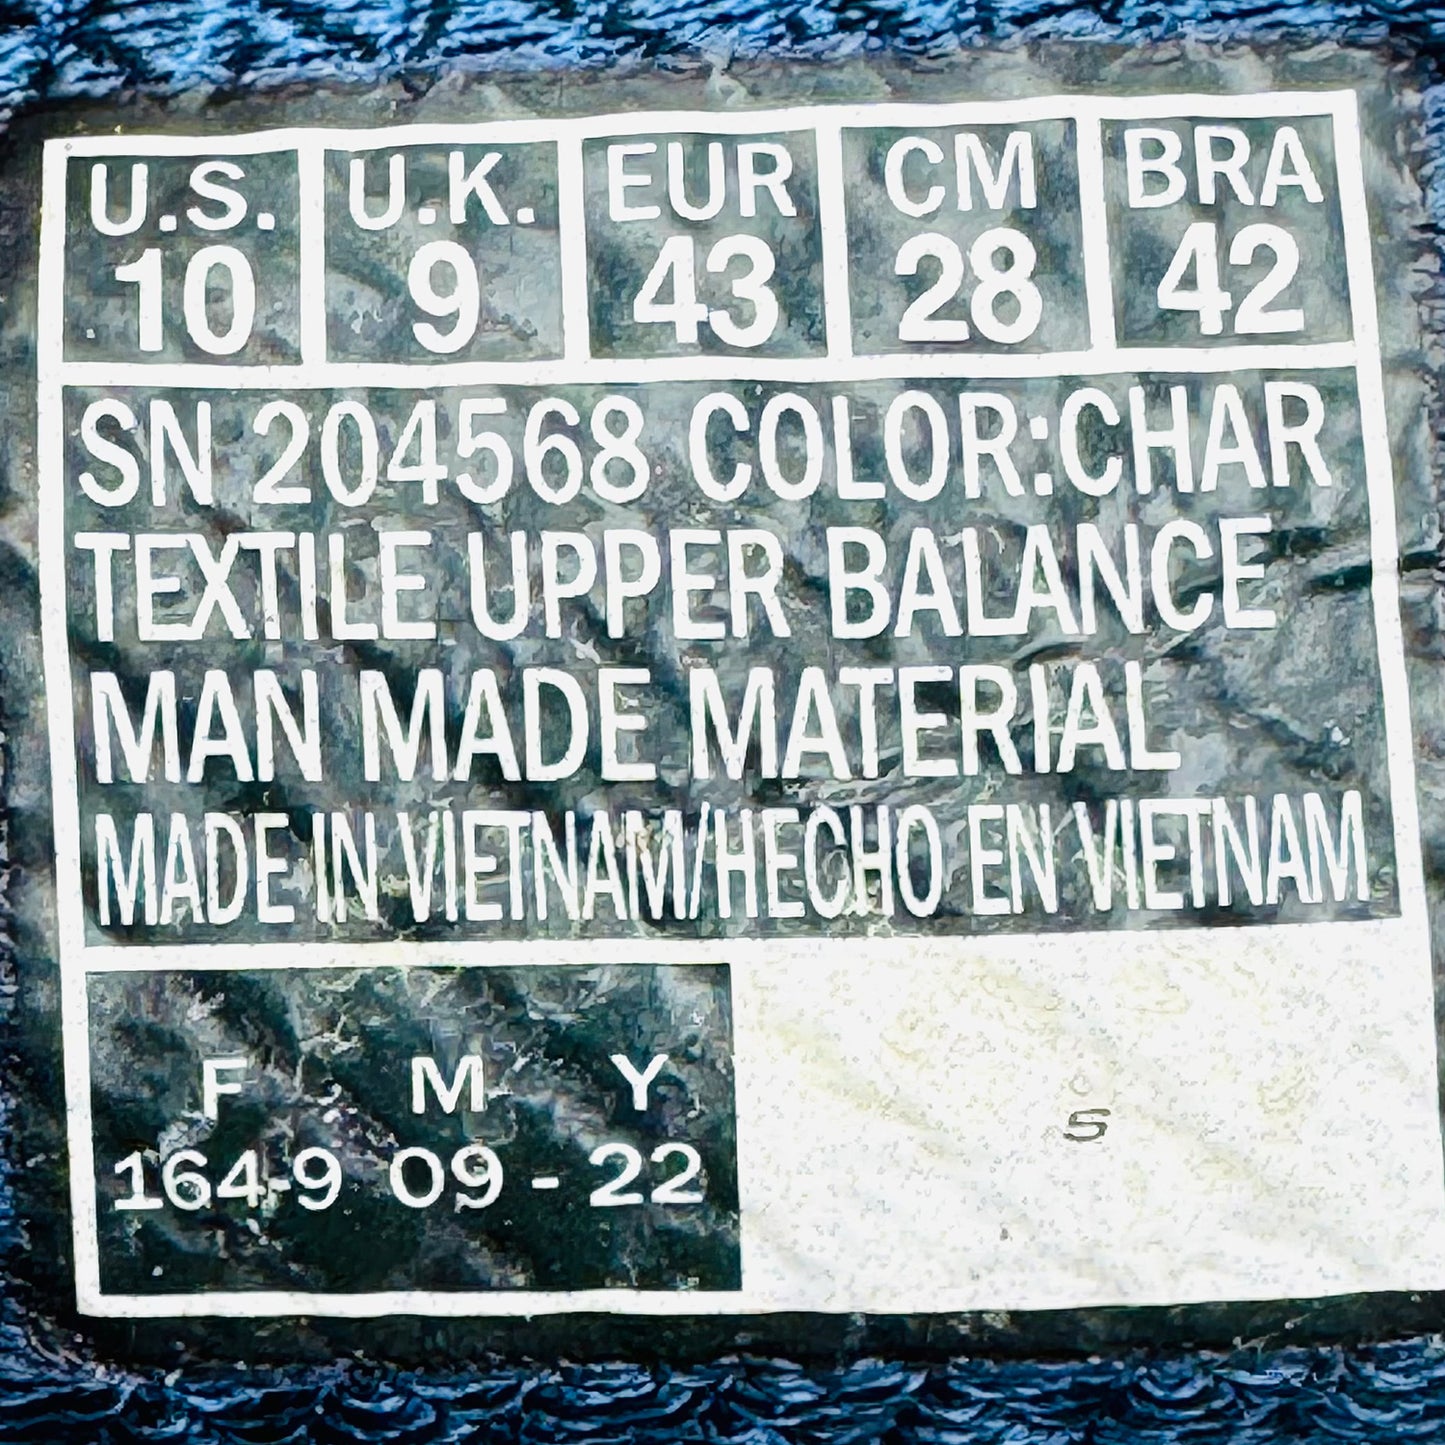 U.S. U.K. EUR CM BRA
10 9 43 28 42
SN 204568 COLOR:CHAR
TEXTILE UPPER BALANCE
MAN MADE MATERIAL
MADE IN VIETNAM/HECHO EN VIETNAM
F M Y
164-9 09 - 22
S